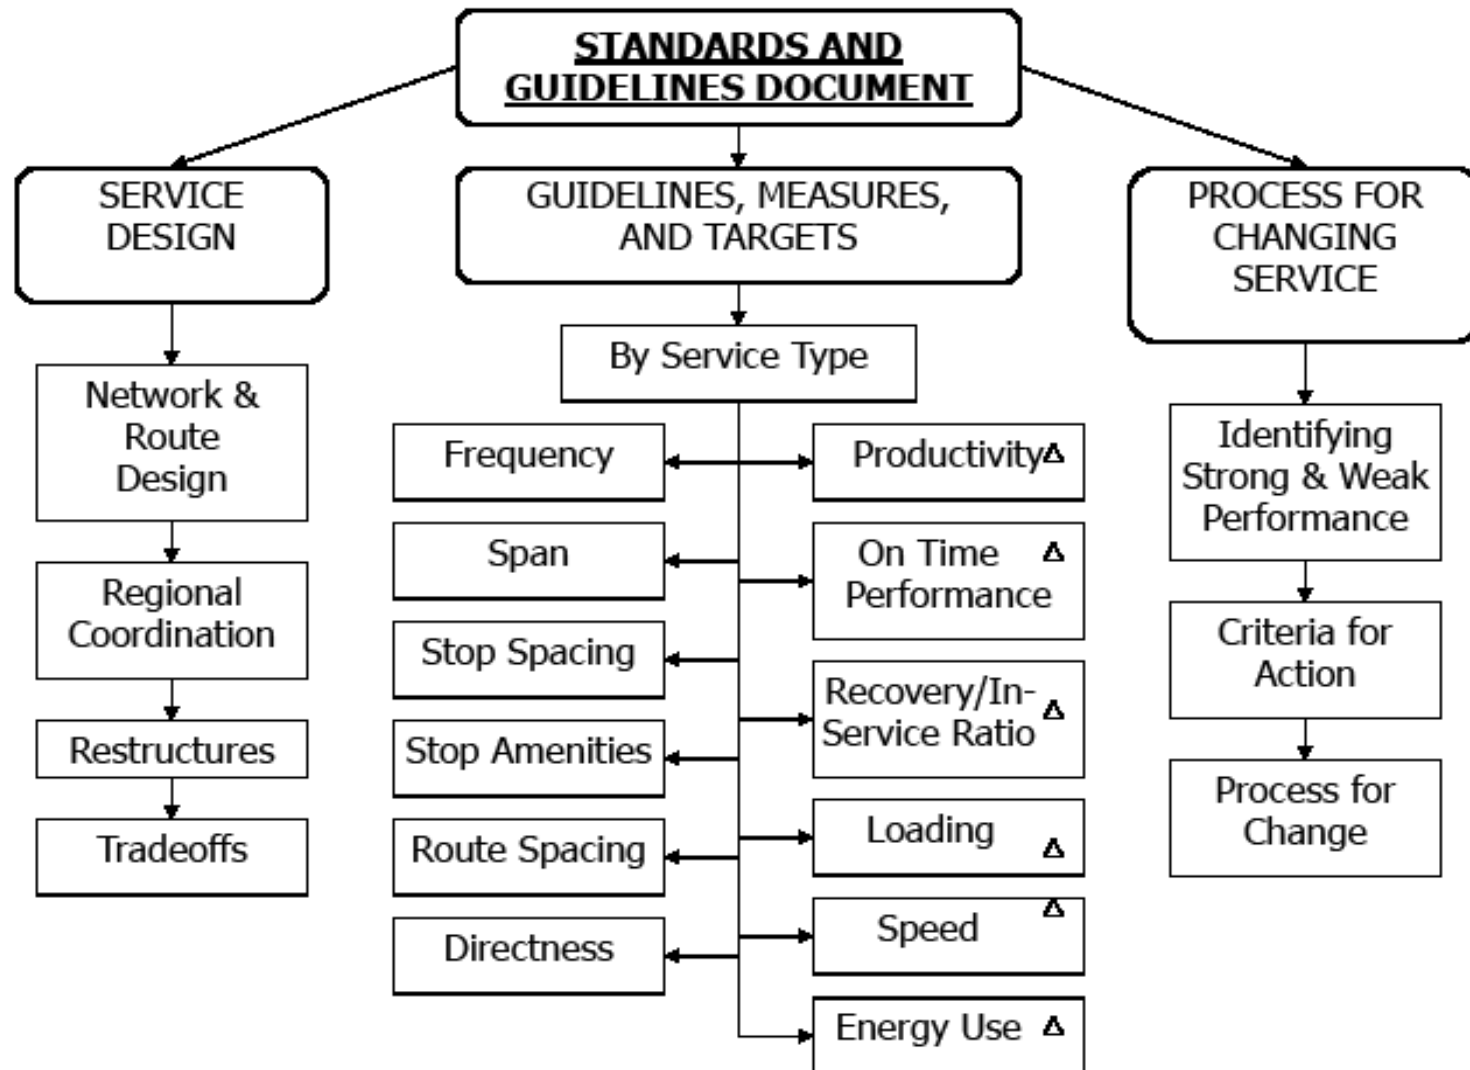 STANDARDS AND
GUIDELINES DOCUMENT
SERVICE
DESIGN
GUIDELINES, MEASURES,
AND TARGETS
PROCESS FOR
CHANGING
SERVICE
Network &
Route
Design
Regional
Coordination
Restructures
Tradeoffs
By Service Type
Frequency
Span
Stop Spacing
Stop Amenities
Route Spacing
Directness
Productivity Δ
On Time Δ
Performance
Recovery/In-
Service Ratio Δ
Loading Δ
Speed Δ
Energy Use Δ
Identifying
Strong & Weak
Performance
Criteria for
Action
Process for
Change